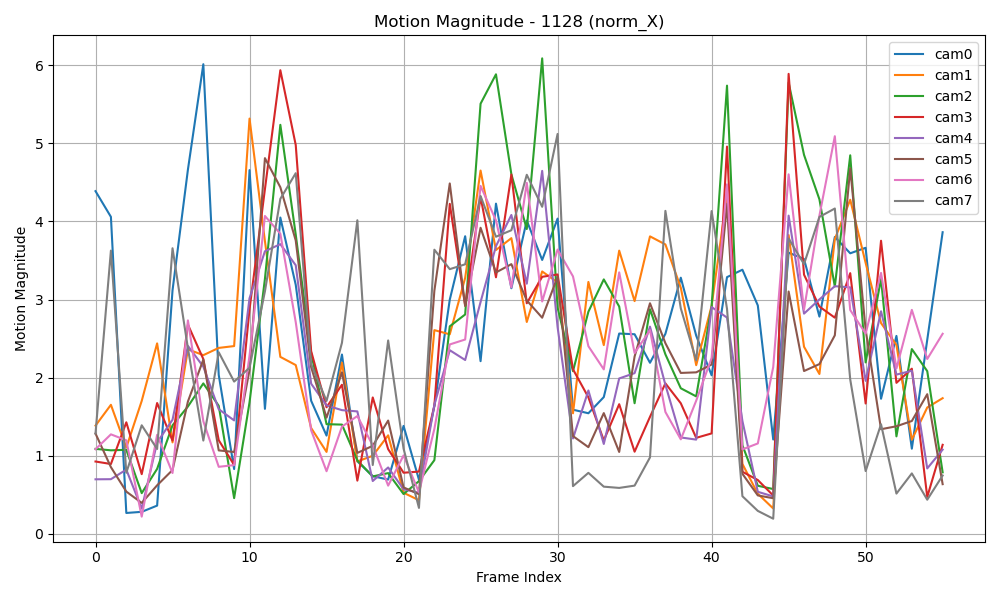 Motion Magnitude - 1128 (norm_X)
Motion Magnitude
6
5
4
3
2
1
0
0 10 20 30 40 50
Frame Index
cam0
cam1
cam2
cam3
cam4
cam5
cam6
cam7